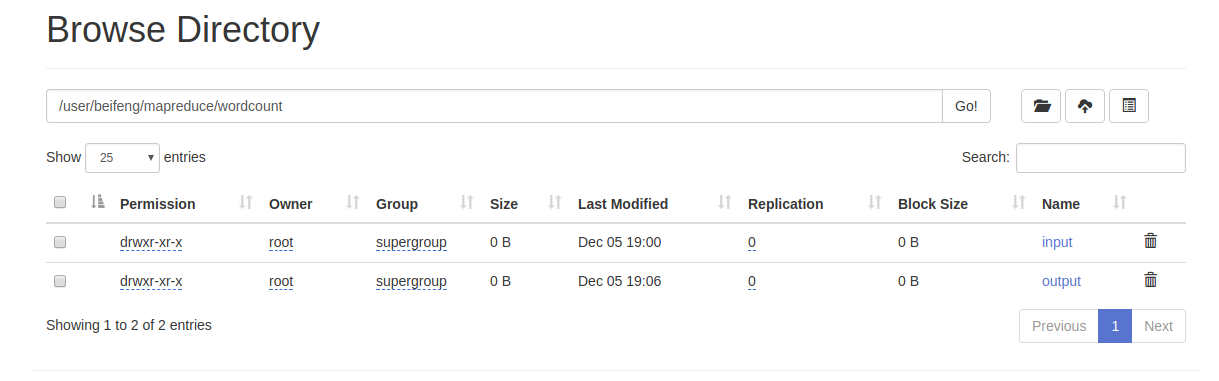 Browse Directory
/user/beifeng/mapreduce/wordcount Go!
Show 25 entries Search:
Permission Owner Group Size Last Modified Replication Block Size Name
drwxr-xr-x root supergroup 0 B Dec 05 19:00 0 0 B input
drwxr-xr-x root supergroup 0 B Dec 05 19:06 0 0 B output
Showing 1 to 2 of 2 entries Previous 1 Next